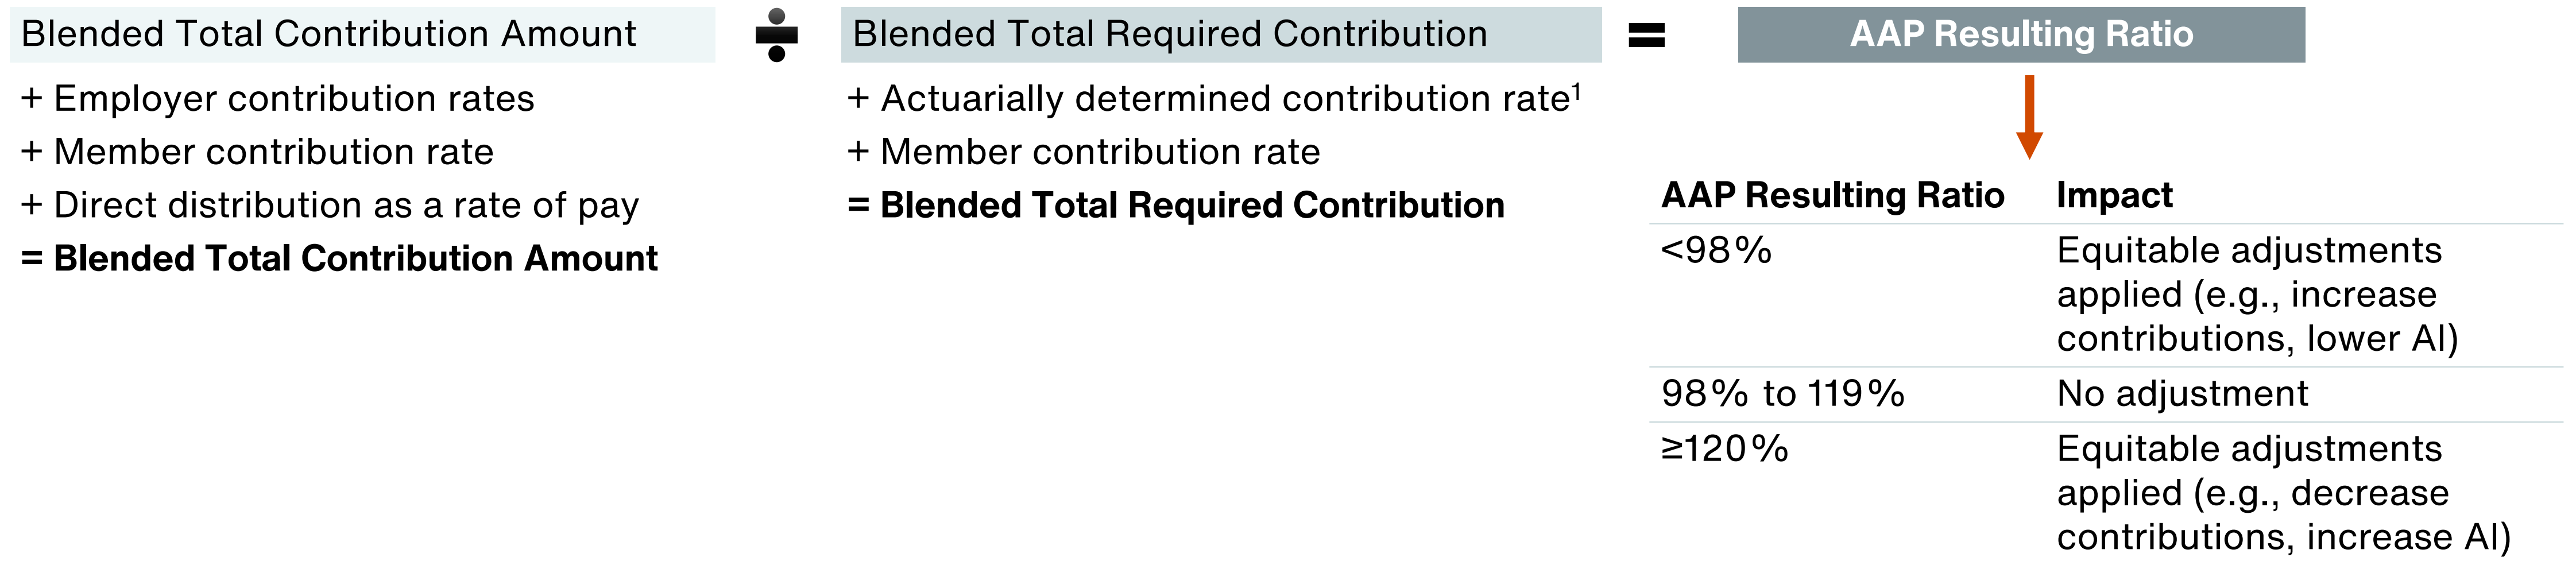 Blended Total Contribution Amount ÷ Blended Total Required Contribution = AAP Resulting Ratio
+ Employer contribution rates
+ Member contribution rate
+ Direct distribution as a rate of pay
= Blended Total Contribution Amount
+ Actuarially determined contribution rate¹
+ Member contribution rate
= Blended Total Required Contribution
AAP Resulting Ratio Impact
<98% Equitable adjustments
applied (e.g., increase
contributions, lower AI)
98% to 119% No adjustment
≥120% Equitable adjustments
applied (e.g., decrease
contributions, increase AI)